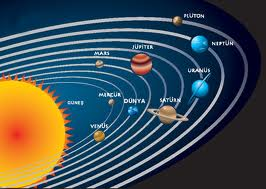 PLÜTON
NEPTÜN
JÜPİTER
MARS
URANÜS
MERKÜR
DÜNYA
SATÜRN
GÜNEŞ
VENÜS